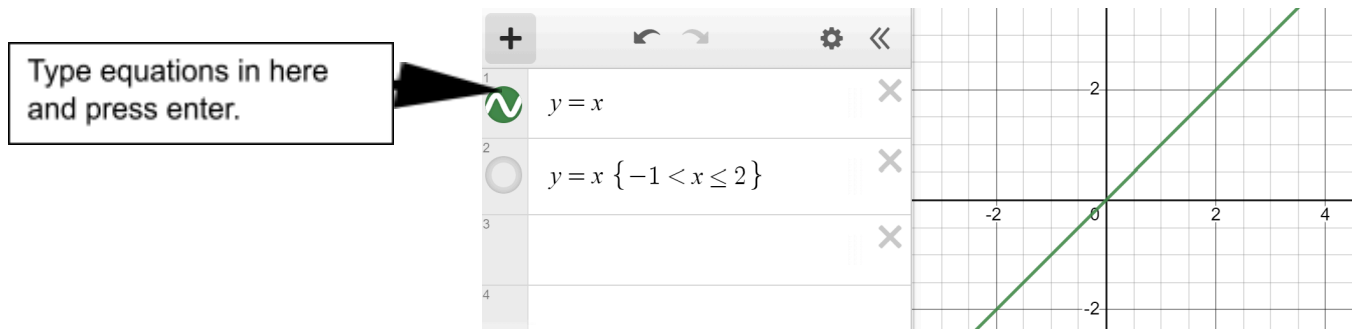 Type equations in here
and press enter.
1
y = x
2
y = x {−1 < x ≤ 2}
3
4
2
-2
0
2
4
-2